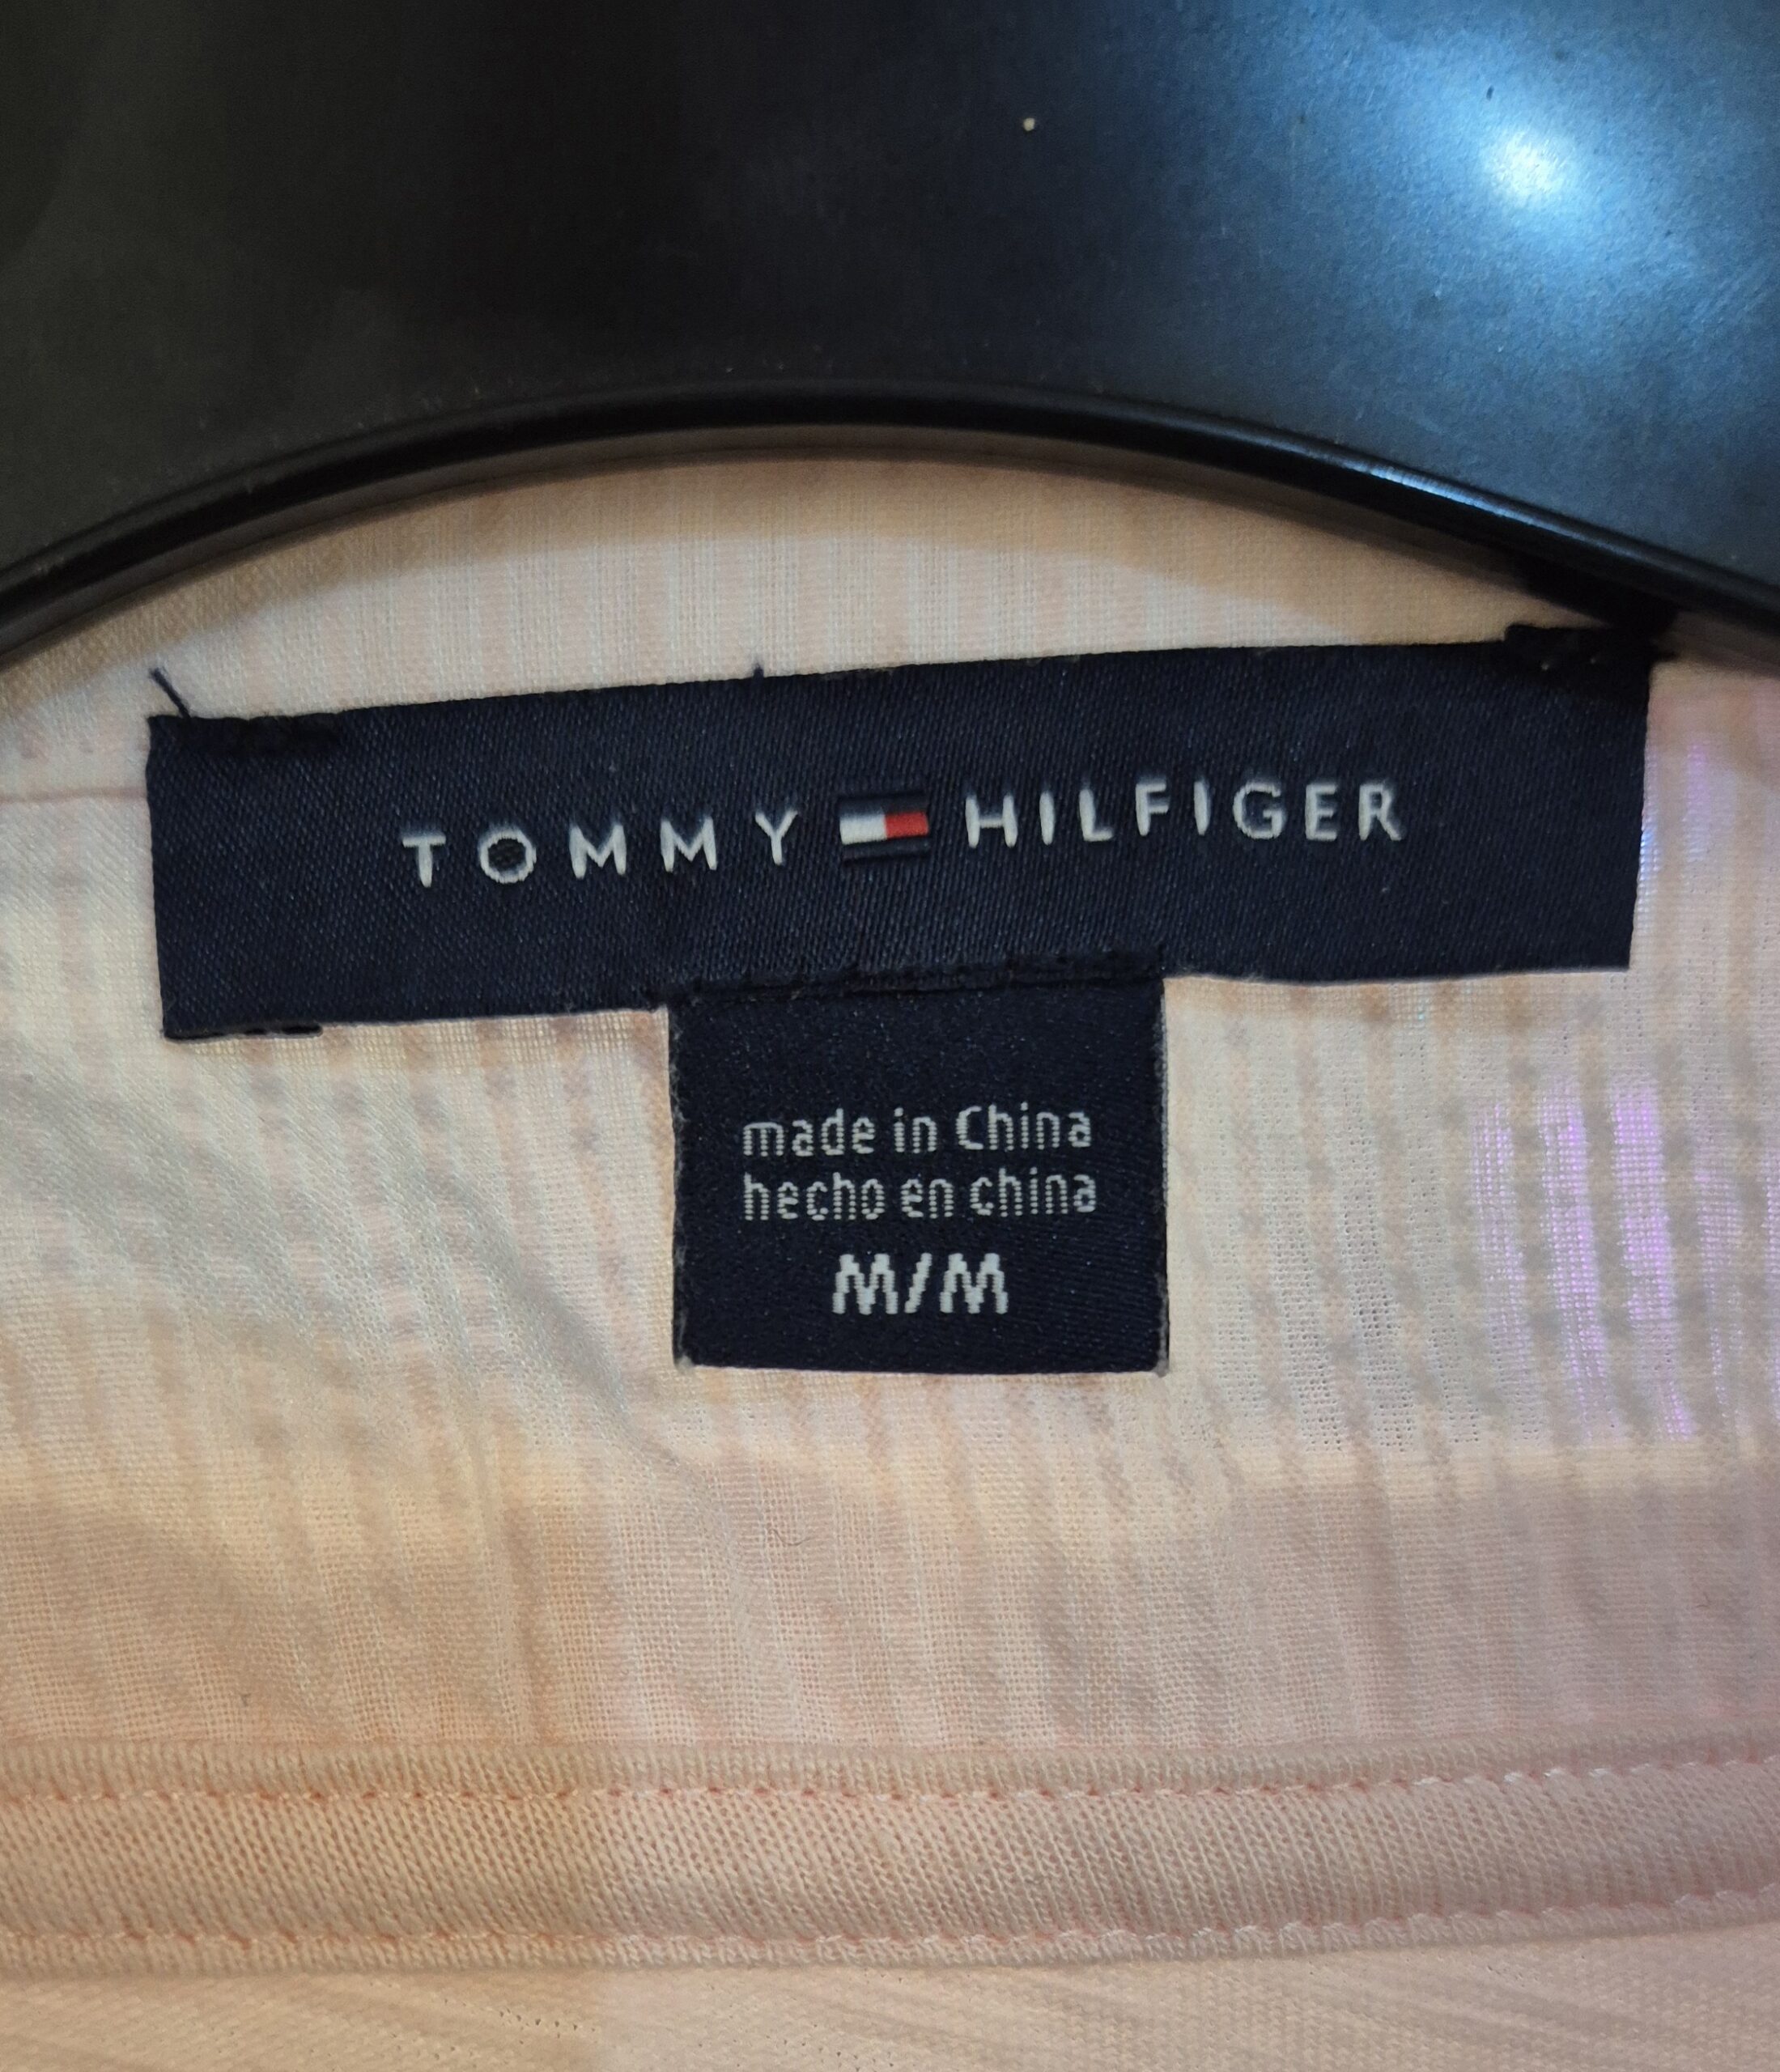 TOMMY HILFIGER
made in China
hecho en china
M/M